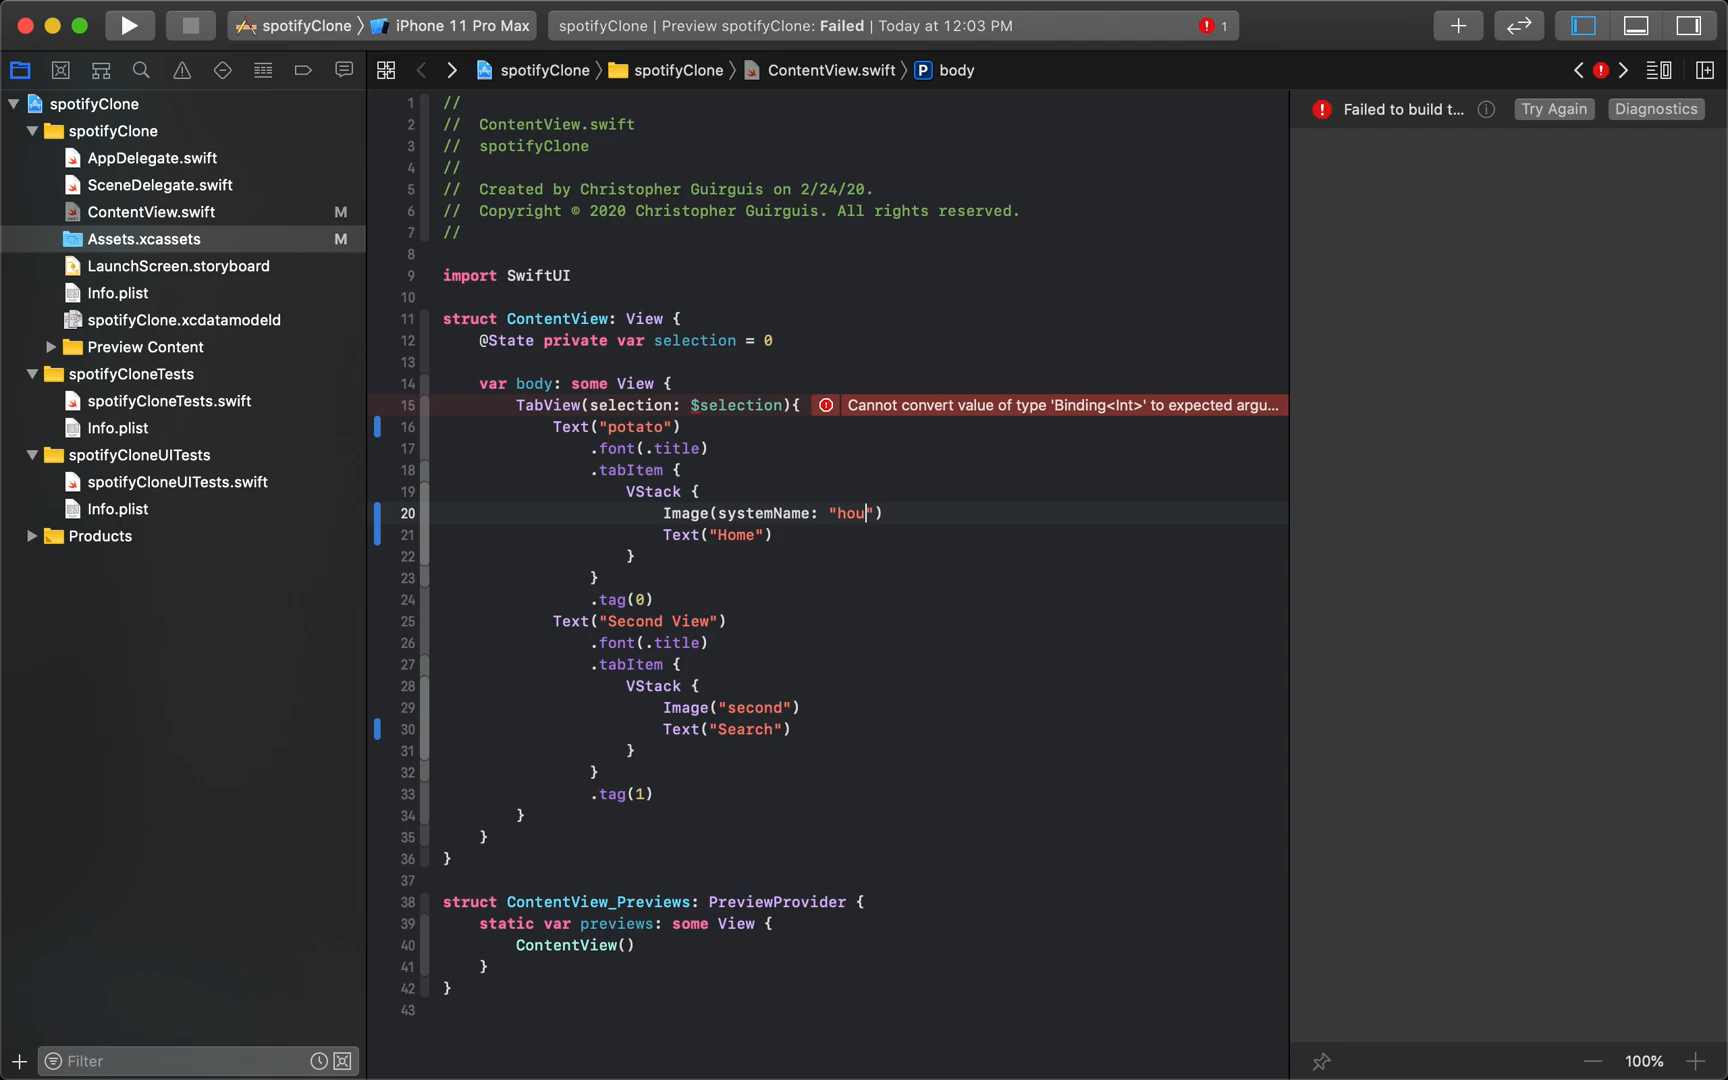 spotifyClone iPhone 11 Pro Max spotifyClone | Preview spotifyClone: Failed | Today at 12:03 PM 1
spotifyClone spotifyClone ContentView.swift P body
spotifyClone
spotifyClone
AppDelegate.swift
SceneDelegate.swift
ContentView.swift M
Assets.xcassets M
LaunchScreen.storyboard
Info.plist
spotifyClone.xcdatamodeld
Preview Content
spotifyCloneTests
spotifyCloneTests.swift
Info.plist
spotifyCloneUITests
spotifyCloneUITests.swift
Info.plist
Products
Filter
1 //
2 // ContentView.swift
3 // spotifyClone
4 //
5 // Created by Christopher Guirguis on 2/24/20.
6 // Copyright © 2020 Christopher Guirguis. All rights reserved.
7 //
8
9 import SwiftUI
10
11 struct ContentView: View {
12 @State private var selection = 0
13
14 var body: some View {
15 TabView(selection: $selection){ Cannot convert value of type 'Binding<Int>' to expected argu...
16 Text("potato")
17 .font(.title)
18 .tabItem {
19 VStack {
20 Image(systemName: "hou")
21 Text("Home")
22 }
23 }
24 .tag(0)
25 Text("Second View")
26 .font(.title)
27 .tabItem {
28 VStack {
29 Image("second")
30 Text("Search")
31 }
32 }
33 .tag(1)
34 }
35 }
36 }
37
38 struct ContentView_Previews: PreviewProvider {
39 static var previews: some View {
40 ContentView()
41 }
42 }
43
Failed to build t... Try Again Diagnostics
100%